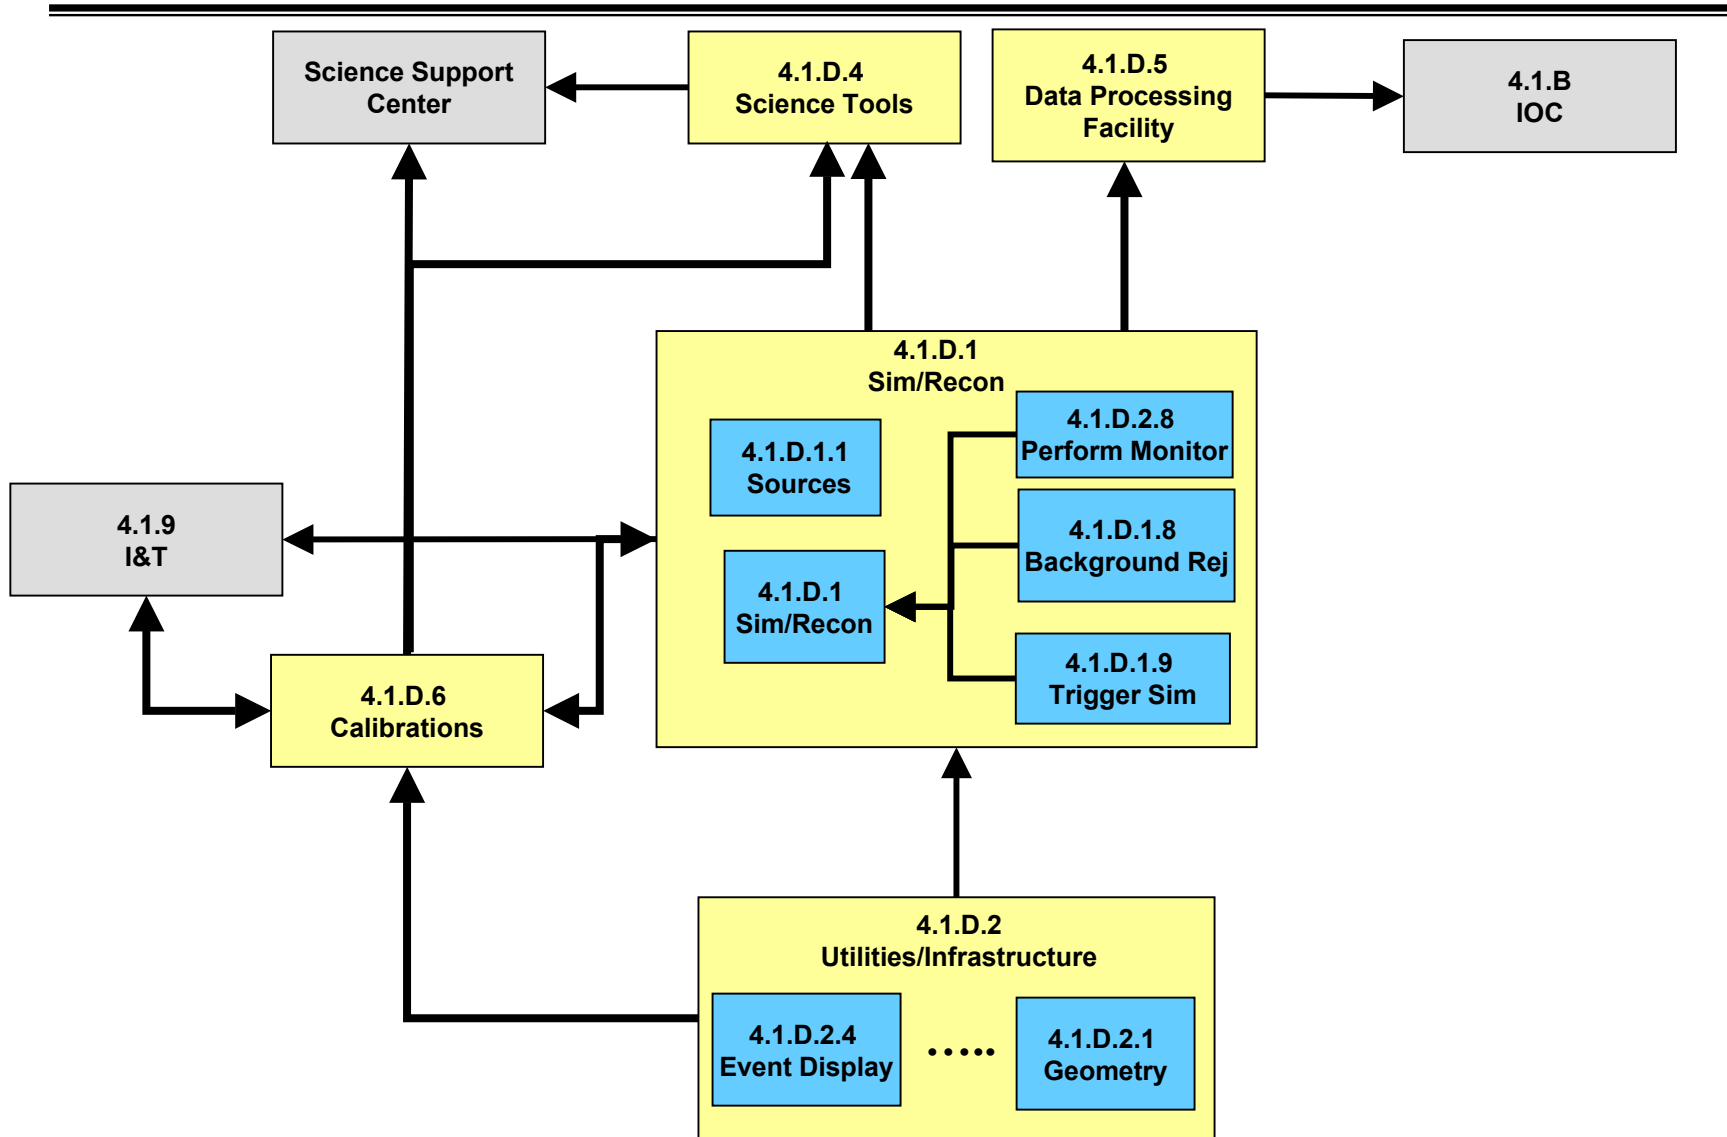 Science Support
Center
4.1.D.4
Science Tools
4.1.D.5
Data Processing
Facility
4.1.B
IOC
4.1.D.1
Sim/Recon
4.1.D.1.1
Sources
4.1.D.2.8
Perform Monitor
4.1.D.1.8
Background Rej
4.1.D.1
Sim/Recon
4.1.D.1.9
Trigger Sim
4.1.9
I&T
4.1.D.6
Calibrations
4.1.D.2
Utilities/Infrastructure
4.1.D.2.4
Event Display
.....
4.1.D.2.1
Geometry